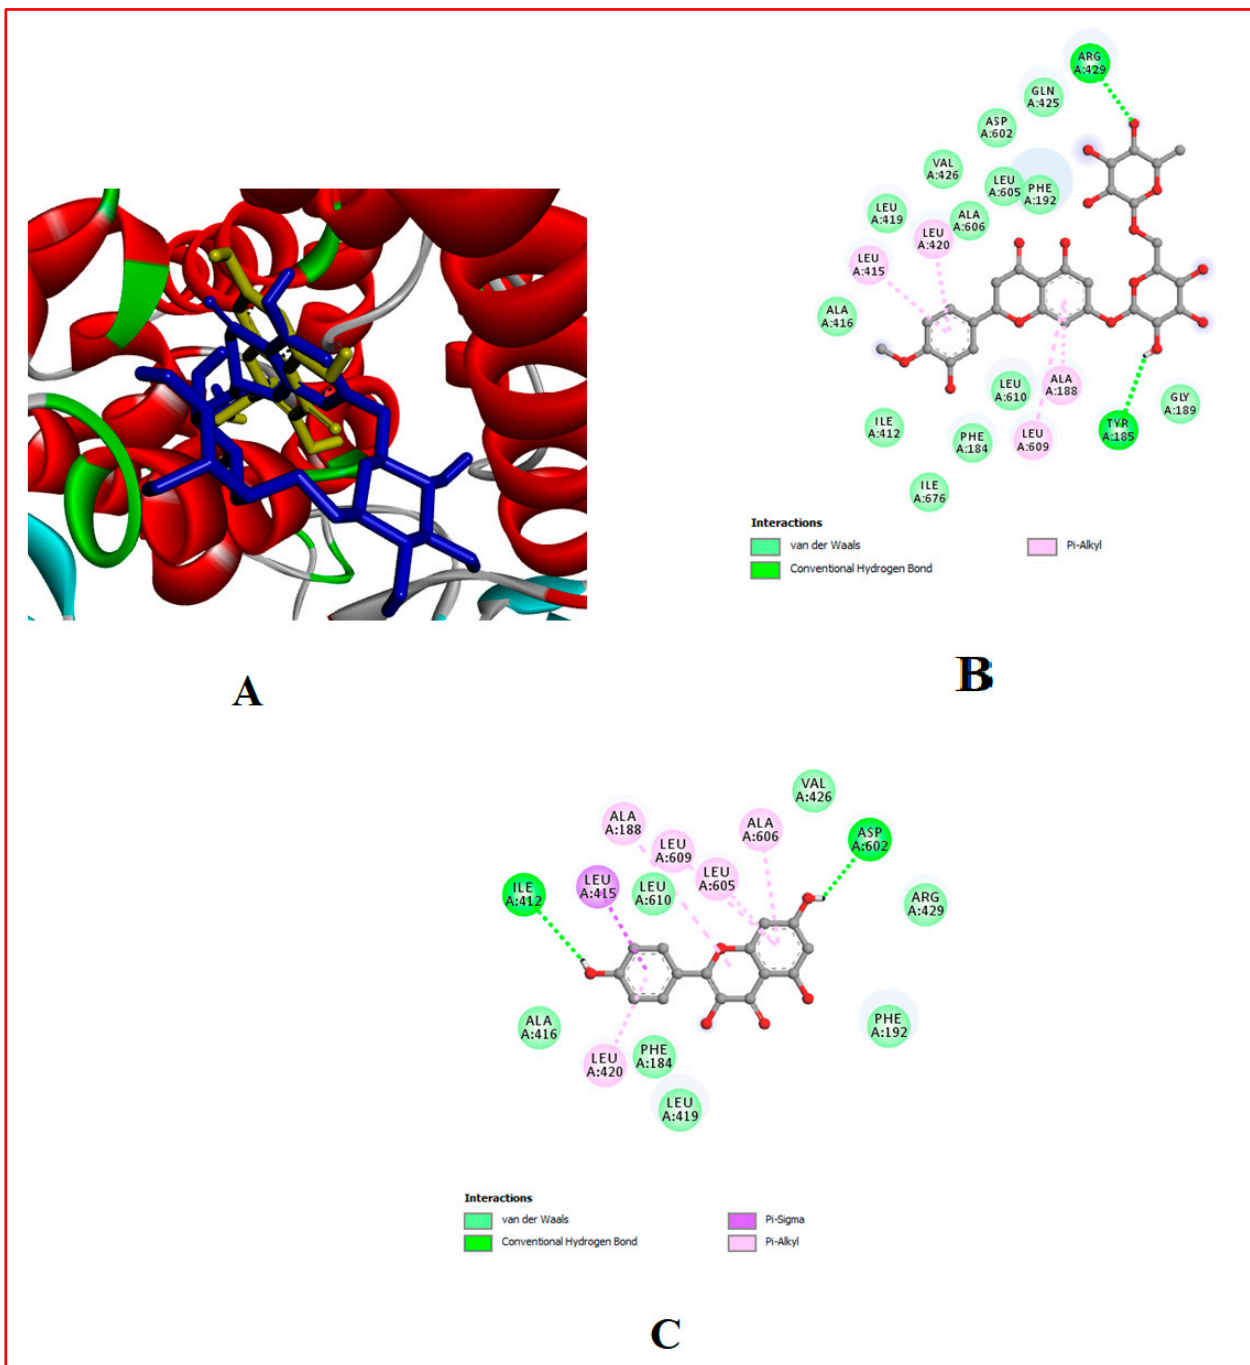 ARG
A:429
GLN
A:425
ASP
A:602
VAL
A:426
LEU
A:605
PHE
A:192
LEU
A:419
ALA
A:606
LEU
A:420
LEU
A:415
ALA
A:416
LEU
A:610
ALA
A:188
GLY
A:189
ILE
A:412
PHE
A:184
LEU
A:609
TYR
A:185
ILE
A:676
Interactions
van der Waals
Pi-Alkyl
Conventional Hydrogen Bond
A
B
VAL
A:426
ALA
A:188
ALA
A:606
ASP
A:602
LEU
A:609
LEU
A:605
ILE
A:412
LEU
A:415
LEU
A:610
ARG
A:429
ALA
A:416
PHE
A:192
LEU
A:420
PHE
A:184
LEU
A:419
Interactions
van der Waals
Pi-Sigma
Conventional Hydrogen Bond
Pi-Alkyl
C